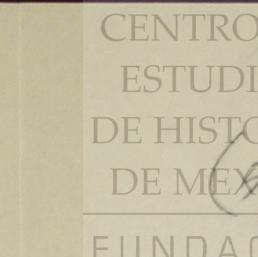 CENTRO
ESTUDI
DE HISTO
DE MEX
FUNDAC